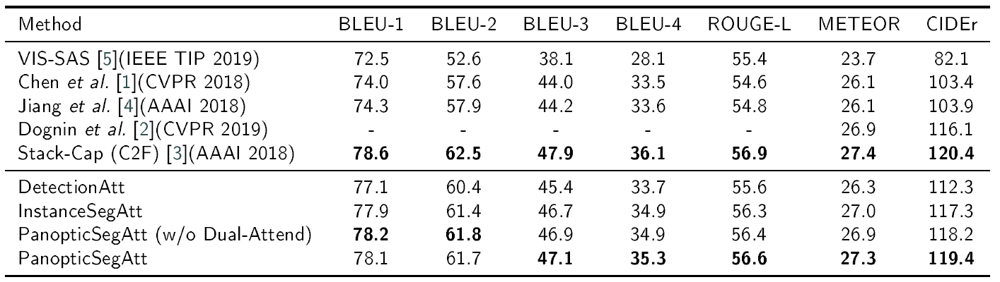 Method BLEU-1 BLEU-2 BLEU-3 BLEU-4 ROUGE-L METEOR CIDEr
VIS-SAS [5](IEEE TIP 2019) 72.5 52.6 38.1 28.1 55.4 23.7 82.1
Chen et al. [1](CVPR 2018) 74.0 57.6 44.0 33.5 54.6 26.1 103.4
Jiang et al. [4](AAAI 2018) 74.3 57.9 44.2 33.6 54.8 26.1 103.9
Dognin et al. [2](CVPR 2019) - - - - - 26.9 116.1
Stack-Cap (C2F) [3](AAAI 2018) 78.6 62.5 47.9 36.1 56.9 27.4 120.4
DetectionAtt 77.1 60.4 45.4 33.7 55.6 26.3 112.3
InstanceSegAtt 77.9 61.4 46.7 34.9 56.3 27.0 117.3
PanopticSegAtt (w/o Dual-Attend) 78.2 61.8 46.9 34.9 56.4 26.9 118.2
PanopticSegAtt 78.1 61.7 47.1 35.3 56.6 27.3 119.4